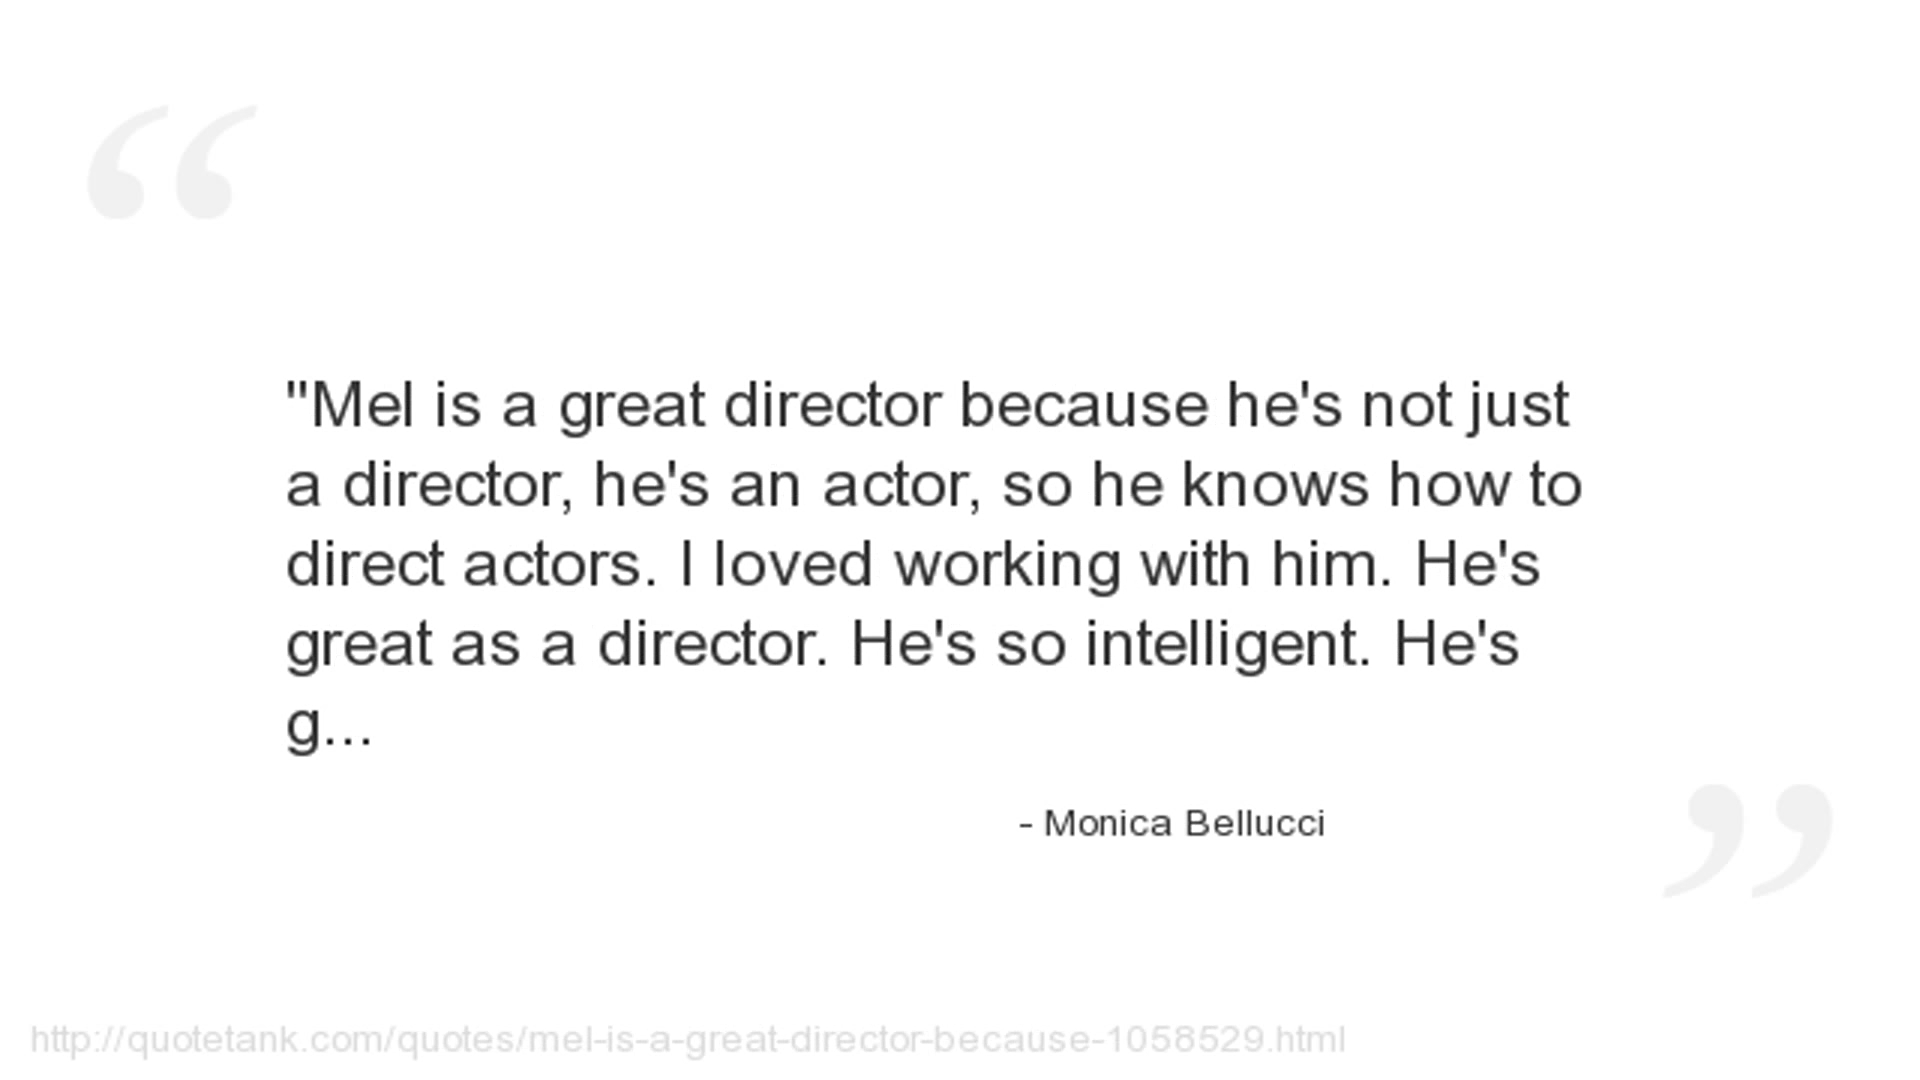 "Mel is a great director because he's not just
a director, he's an actor, so he knows how to
direct actors. I loved working with him. He's
great as a director. He's so intelligent. He's
g...
- Monica Bellucci
http://quotetank.com/quotes/mel-is-a-great-director-because-1058529.html